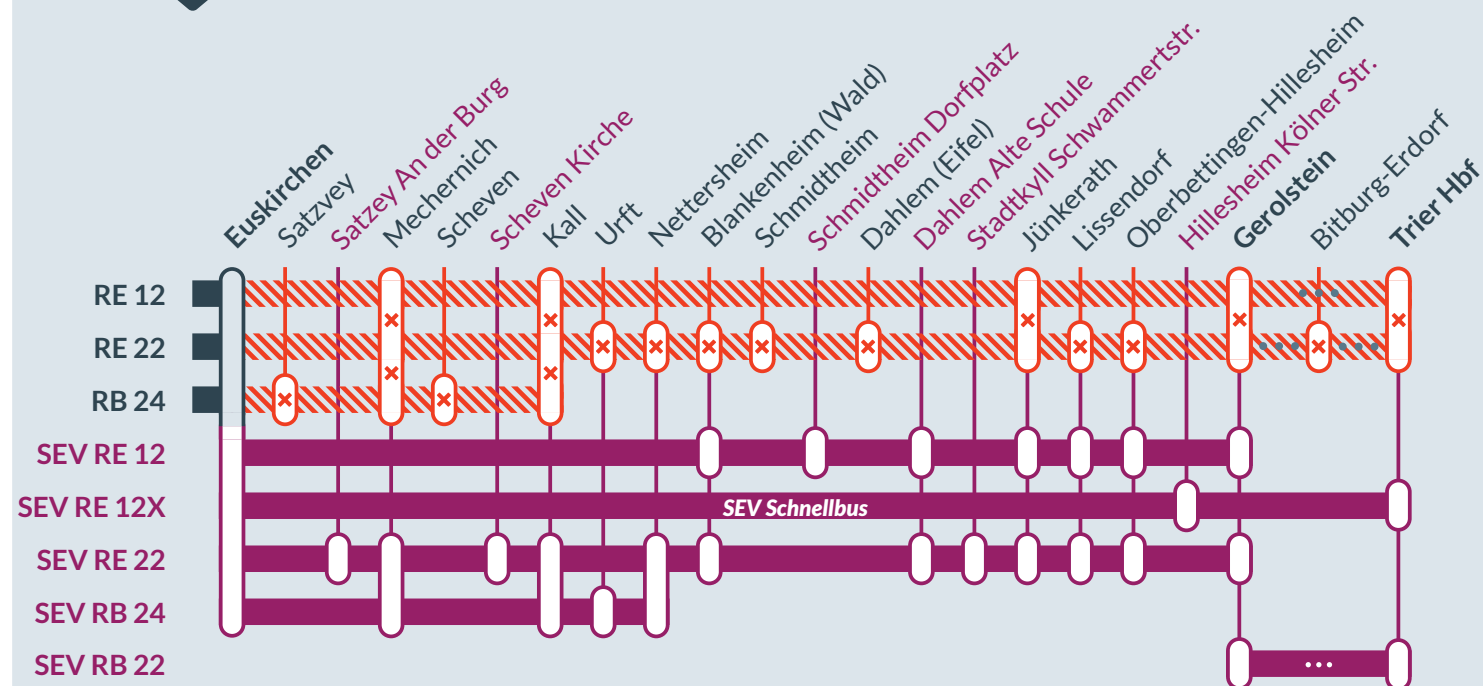 Euskirchen
Satzvey
Satzey An der Burg
Mechernich
Scheven
Scheven Kirche
Kall
Urft
Nettersheim
Blankenheim (Wald)
Schmidtheim
Schmidtheim Dorfplatz
Dahlem (Eifel)
Dahlem Alte Schule
Stadtkyll Schwammertstr.
Jünkerath
Lissendorf
Oberbettingen-Hillesheim
Hillesheim Kölner Str.
Gerolstein
Bitburg-Erdorf
Trier Hbf
RE 12
RE 22
RB 24
SEV RE 12
SEV RE 12X
SEV Schnellbus
SEV RE 22
SEV RB 24
SEV RB 22
...